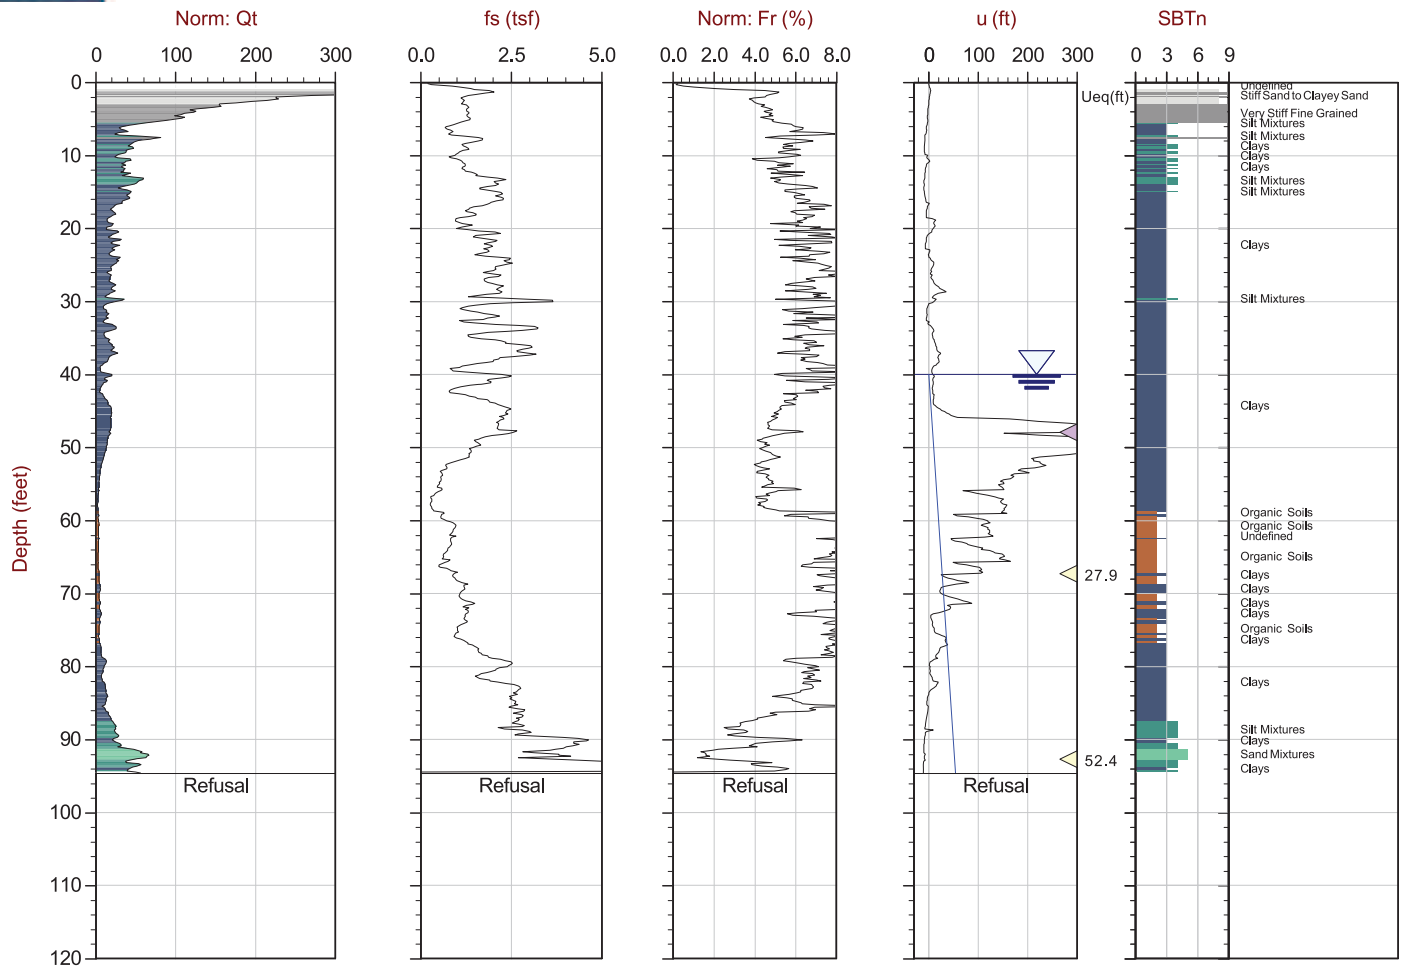 Norm: Qt
fs (tsf)
Norm: Fr (%)
u (ft)
SBTn
0 100 200 300
0.0 2.5 5.0
0.0 2.0 4.0 6.0 8.0
0 100 200 300
0 3 6 9
Depth (feet)
0
10
20
30
40
50
60
70
80
90
100
110
120
Ueq(ft)
27.9
52.4
Refusal
Refusal
Refusal
Refusal
Undefined
Stiff Sand to Clayey Sand
Very Stiff Fine Grained
Silt Mixtures
Silt Mixtures
Clays
Clays
Clays
Silt Mixtures
Silt Mixtures
Clays
Silt Mixtures
Clays
Organic Soils
Organic Soils
Undefined
Organic Soils
Clays
Clays
Clays
Clays
Organic Soils
Clays
Clays
Silt Mixtures
Clays
Sand Mixtures
Clays